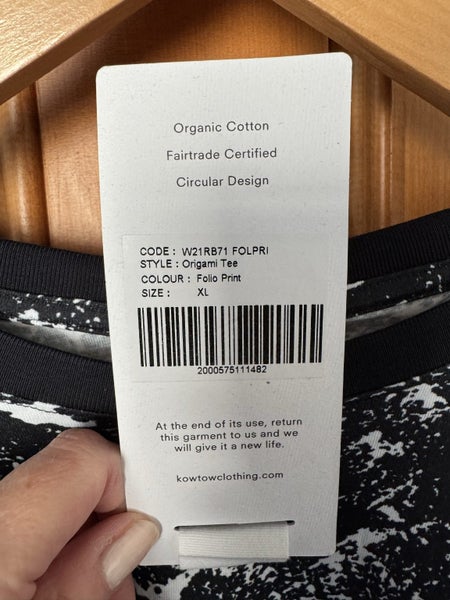 Organic Cotton
Fairtrade Certified
Circular Design
CODE : W21RB71 FOLPRI
STYLE : Origami Tee
COLOUR : Folio Print
SIZE : XL
2000575111482
At the end of its use, return
this garment to us and we
will give it a new life.
kowtowclothing.com